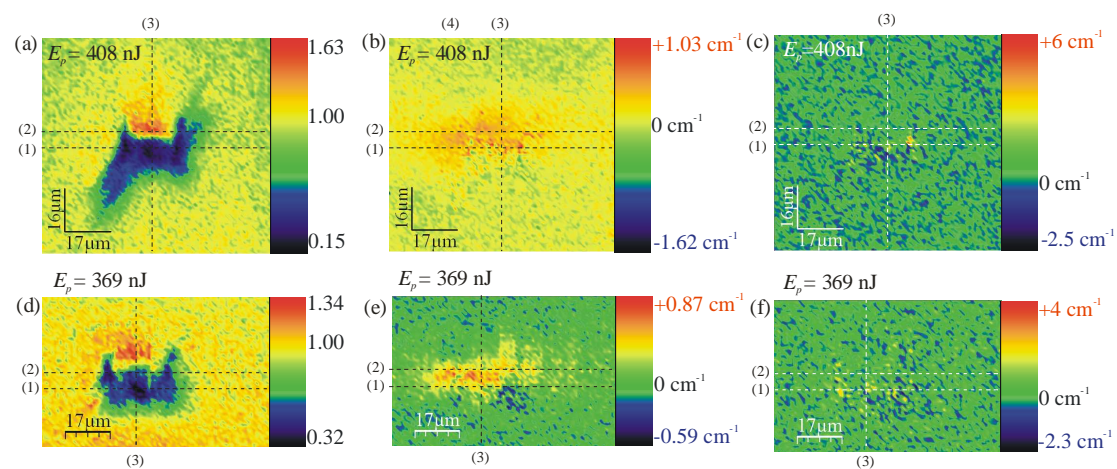 (3)
(4) (3)
(3)
(a)
E_p = 408 nJ
1.63
(b)
E_p = 408 nJ
+1.03 cm⁻¹
(c)
E_p = 408nJ
+6 cm⁻¹
1.00
(2)
(1)
(2)
(1)
0 cm⁻¹
(2)
(1)
0 cm⁻¹
16µm
17µm
0.15
17µm
-1.62 cm⁻¹
17µm
-2.5 cm⁻¹
E_p = 369 nJ
E_p = 369 nJ
E_p = 369 nJ
(d)
1.34
(e)
+0.87 cm⁻¹
(f)
+4 cm⁻¹
1.00
(2)
(1)
(2)
(1)
0 cm⁻¹
(2)
(1)
0 cm⁻¹
17µm
0.32
17µm
-0.59 cm⁻¹
17µm
-2.3 cm⁻¹
(3)
(3)
(3)